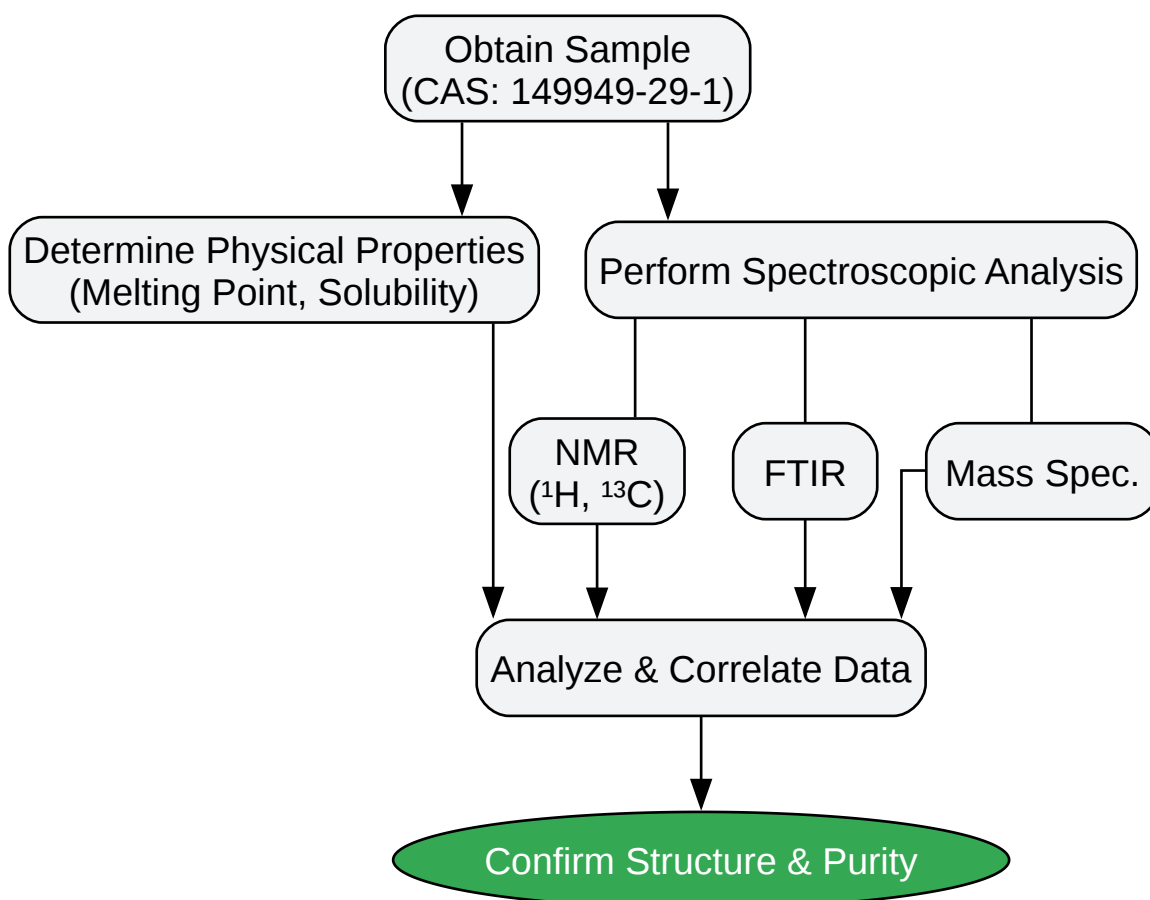 Obtain Sample
(CAS: 149949-29-1)
Determine Physical Properties
(Melting Point, Solubility)
Perform Spectroscopic Analysis
NMR
(¹H, ¹³C)
FTIR
Mass Spec.
Analyze & Correlate Data
Confirm Structure & Purity